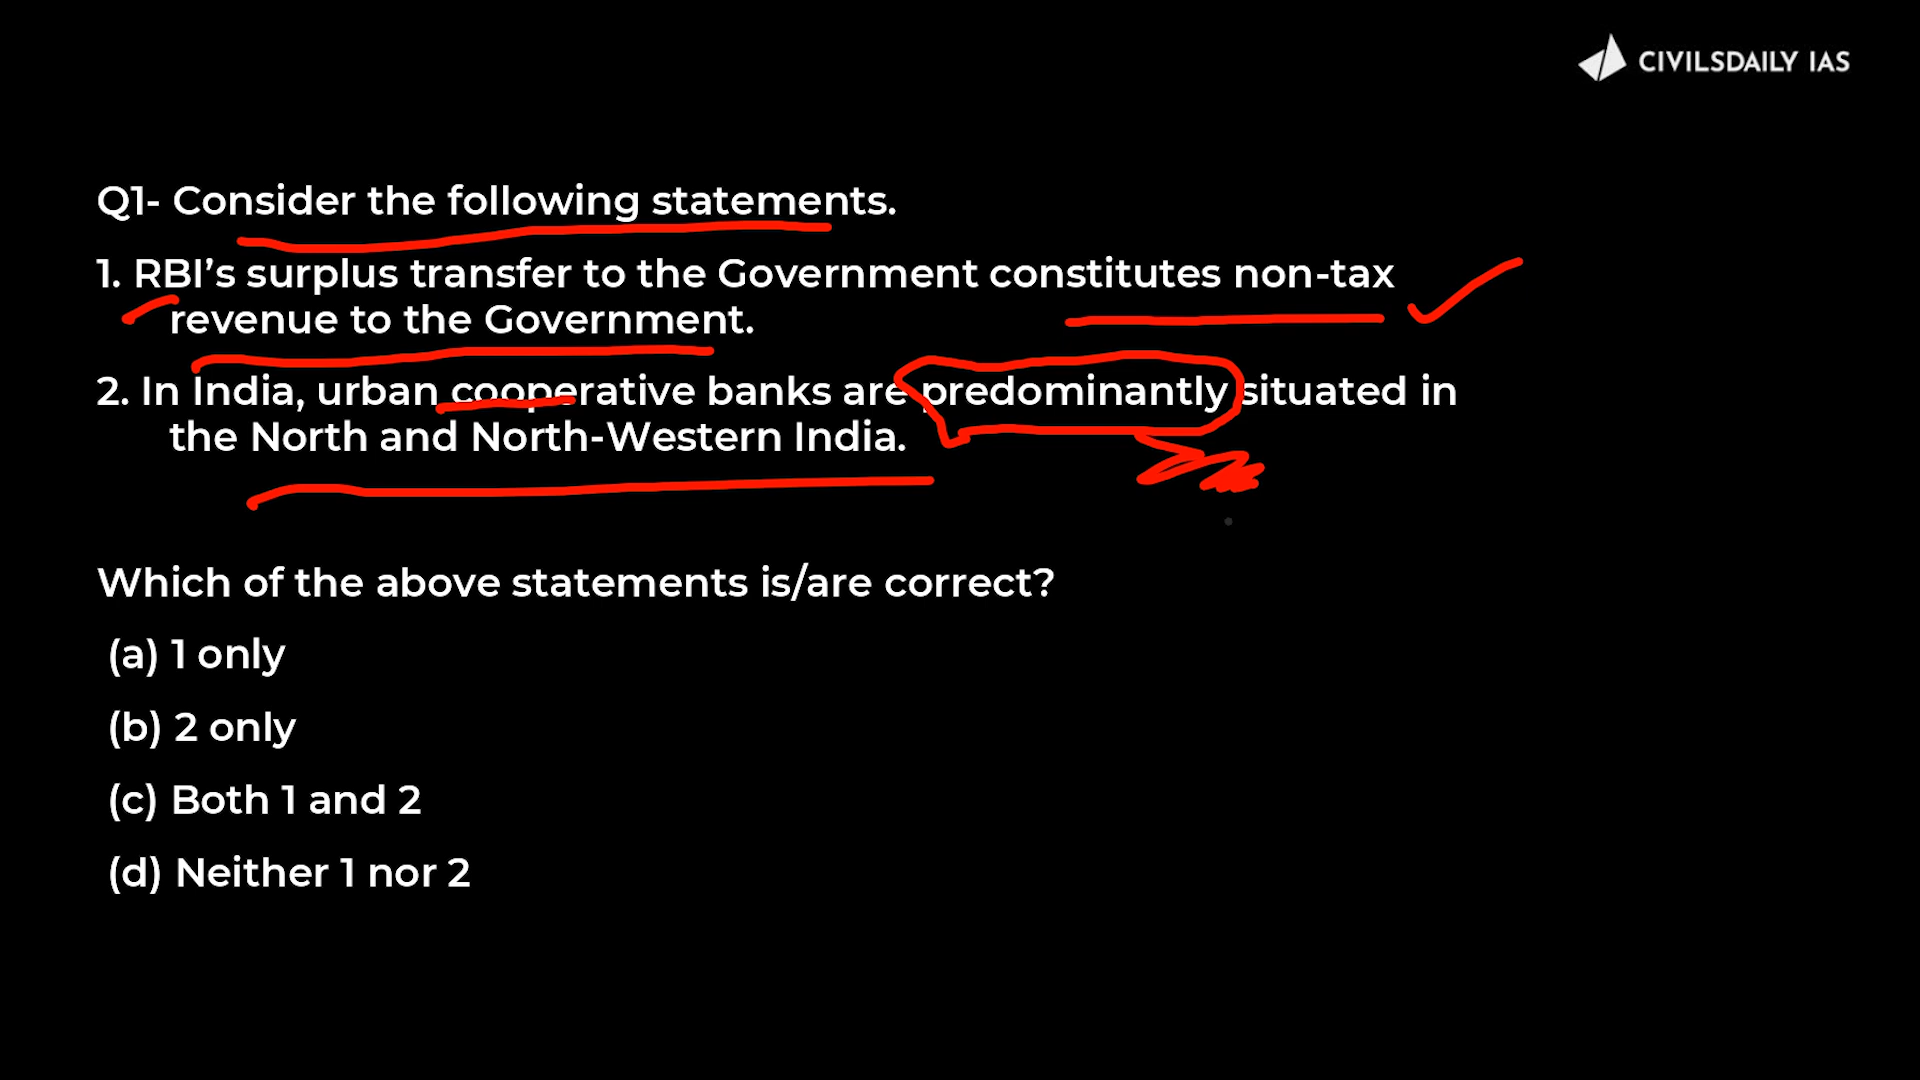 CIVILSDAILY IAS
Q1- Consider the following statements.
1. RBI’s surplus transfer to the Government constitutes non-tax
revenue to the Government.
2. In India, urban cooperative banks are predominantly situated in
the North and North-Western India.
Which of the above statements is/are correct?
(a) 1 only
(b) 2 only
(c) Both 1 and 2
(d) Neither 1 nor 2